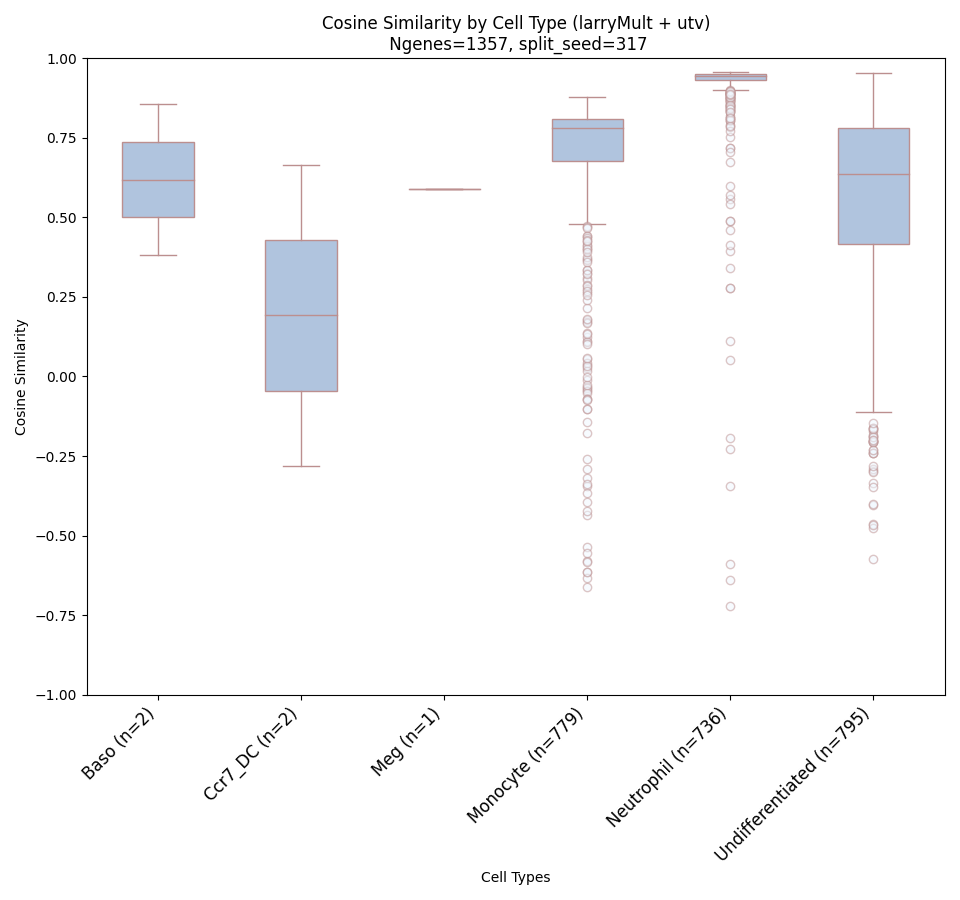 Cosine Similarity by Cell Type (larryMult + utv)
Ngenes=1357, split_seed=317
Cosine Similarity
1.00
0.75
0.50
0.25
0.00
−0.25
−0.50
−0.75
−1.00
Baso (n=2)
Ccr7_DC (n=2)
Meg (n=1)
Monocyte (n=779)
Neutrophil (n=736)
Undifferentiated (n=795)
Cell Types